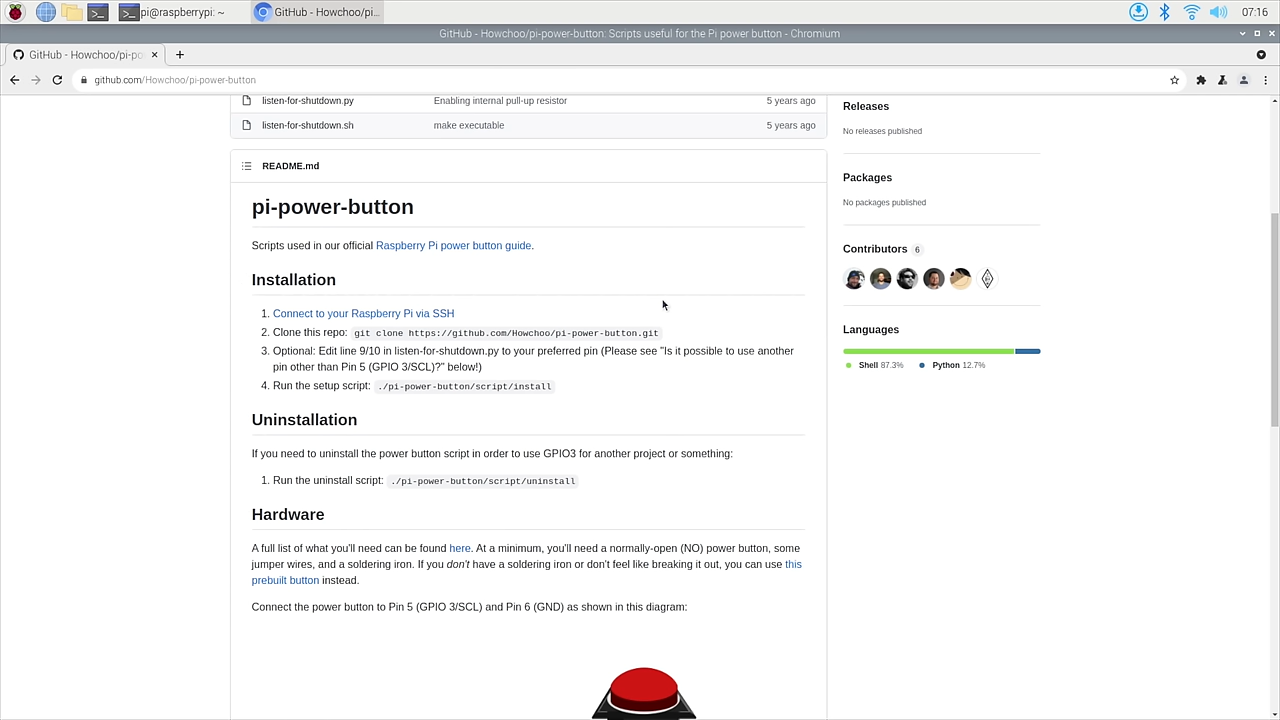 pi@raspberrypi: ~
GitHub - Howchoo/pi...
07:16
GitHub - Howchoo/pi-power-button: Scripts useful for the Pi power button - Chromium
GitHub - Howchoo/pi-po
github.com/Howchoo/pi-power-button
listen-for-shutdown.py Enabling internal pull-up resistor 5 years ago
listen-for-shutdown.sh make executable 5 years ago
README.md
pi-power-button
Scripts used in our official Raspberry Pi power button guide.
Installation
1. Connect to your Raspberry Pi via SSH
2. Clone this repo: git clone https://github.com/Howchoo/pi-power-button.git
3. Optional: Edit line 9/10 in listen-for-shutdown.py to your preferred pin (Please see "Is it possible to use another
pin other than Pin 5 (GPIO 3/SCL)?" below!)
4. Run the setup script: ./pi-power-button/script/install
Uninstallation
If you need to uninstall the power button script in order to use GPIO3 for another project or something:
1. Run the uninstall script: ./pi-power-button/script/uninstall
Hardware
A full list of what you'll need can be found here. At a minimum, you'll need a normally-open (NO) power button, some
jumper wires, and a soldering iron. If you don't have a soldering iron or don't feel like breaking it out, you can use this
prebuilt button instead.
Connect the power button to Pin 5 (GPIO 3/SCL) and Pin 6 (GND) as shown in this diagram:
Releases
No releases published
Packages
No packages published
Contributors 6
Languages
Shell 87.3% Python 12.7%